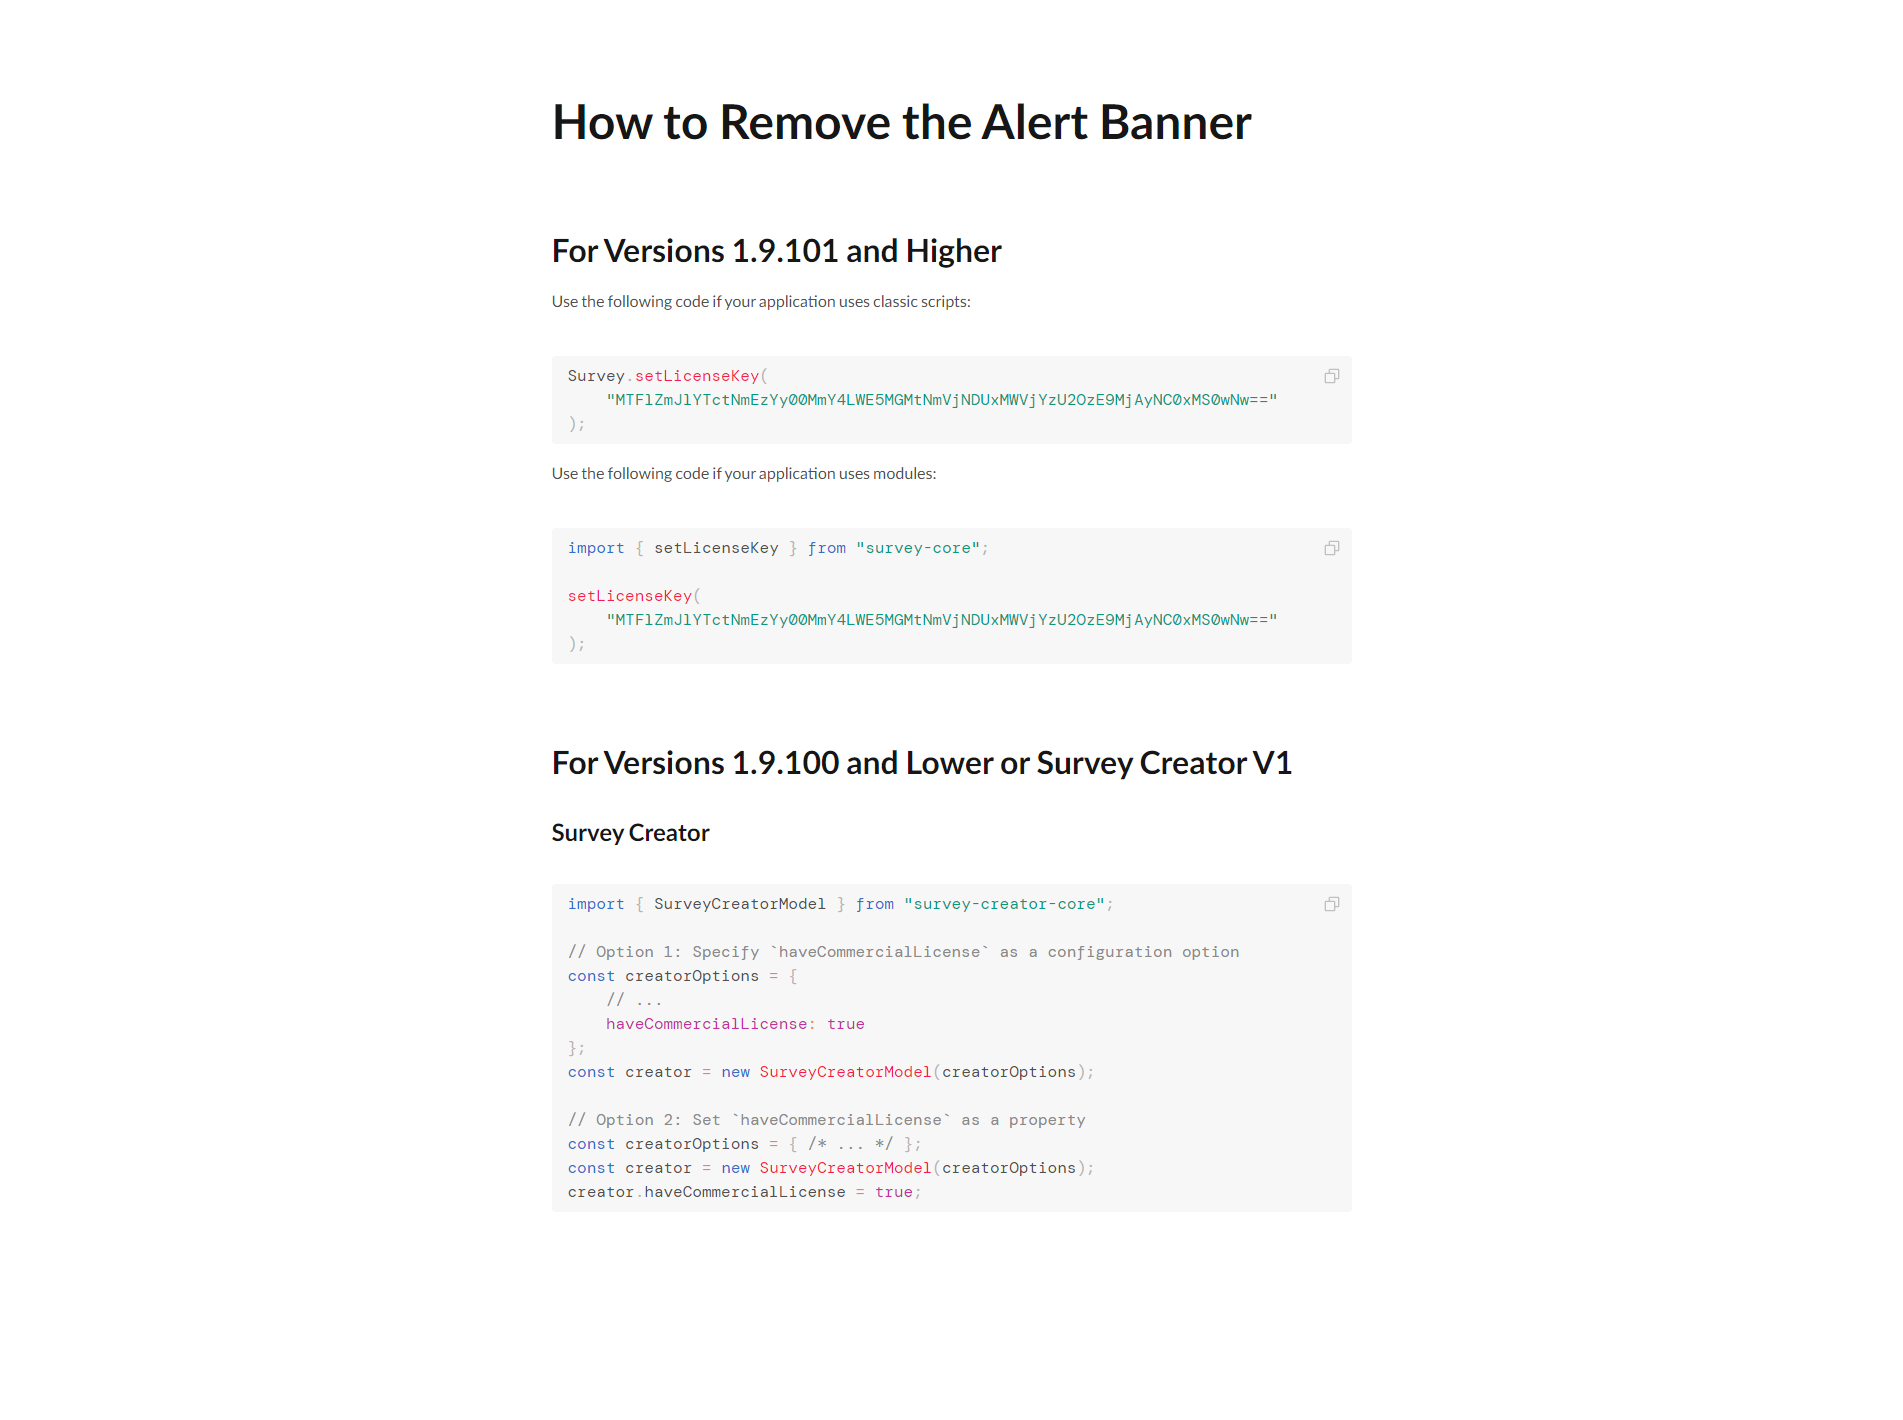 How to Remove the Alert Banner
For Versions 1.9.101 and Higher
Use the following code if your application uses classic scripts:
Survey.setLicenseKey(
    "MTFlZmJlYTctNmEzYy00MmY4LWE5MGMtNmVjNDUxMWVjYzU2OzE9MjAyNC0xMS0wNw=="
);
Use the following code if your application uses modules:
import { setLicenseKey } from "survey-core";
setLicenseKey(
    "MTFlZmJlYTctNmEzYy00MmY4LWE5MGMtNmVjNDUxMWVjYzU2OzE9MjAyNC0xMS0wNw=="
);
For Versions 1.9.100 and Lower or Survey Creator V1
Survey Creator
import { SurveyCreatorModel } from "survey-creator-core";
// Option 1: Specify `haveCommercialLicense` as a configuration option
const creatorOptions = {
    // ...
    haveCommercialLicense: true
};
const creator = new SurveyCreatorModel(creatorOptions);
// Option 2: Set `haveCommercialLicense` as a property
const creatorOptions = { /* ... */ };
const creator = new SurveyCreatorModel(creatorOptions);
creator.haveCommercialLicense = true;